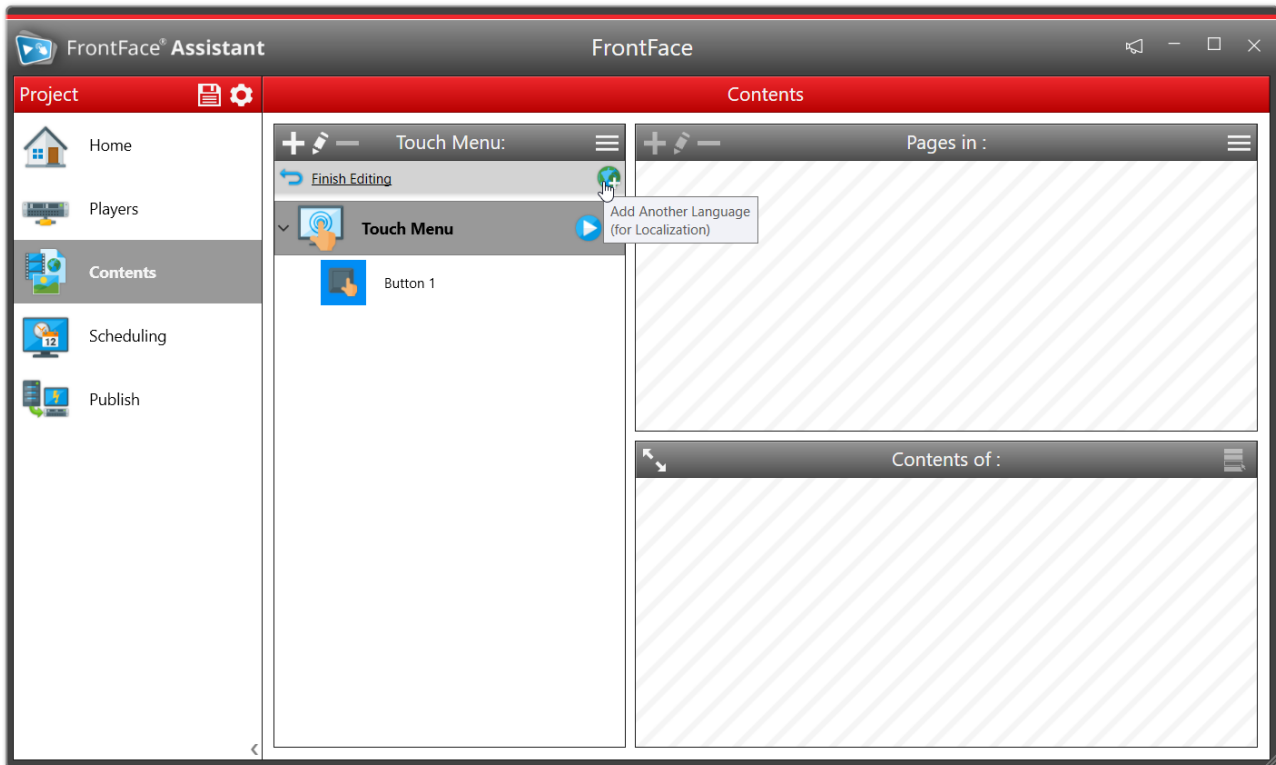 FrontFace® Assistant
FrontFace
Project
Contents
Home
Players
Contents
Scheduling
12
Publish
Touch Menu:
Finish Editing
Add Another Language
(for Localization)
Touch Menu
Button 1
Pages in :
Contents of :